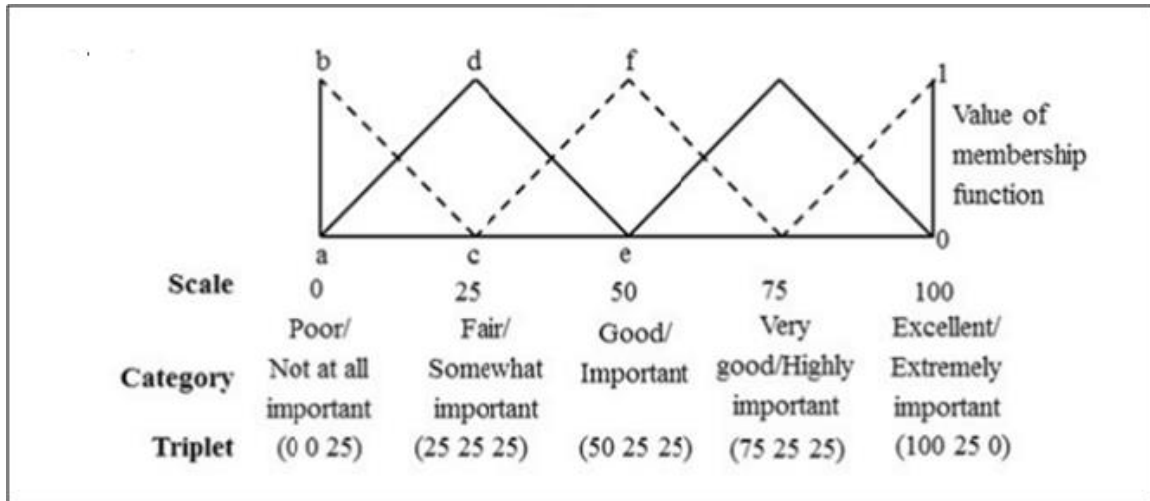 b d f 1
Value of
membership
function
0
a c e
Scale 0 25 50 75 100
Poor/ Fair/ Good/ Very Excellent/
Category Not at all Somewhat Important good/Highly Extremely
important important important important
Triplet (0 0 25) (25 25 25) (50 25 25) (75 25 25) (100 25 0)